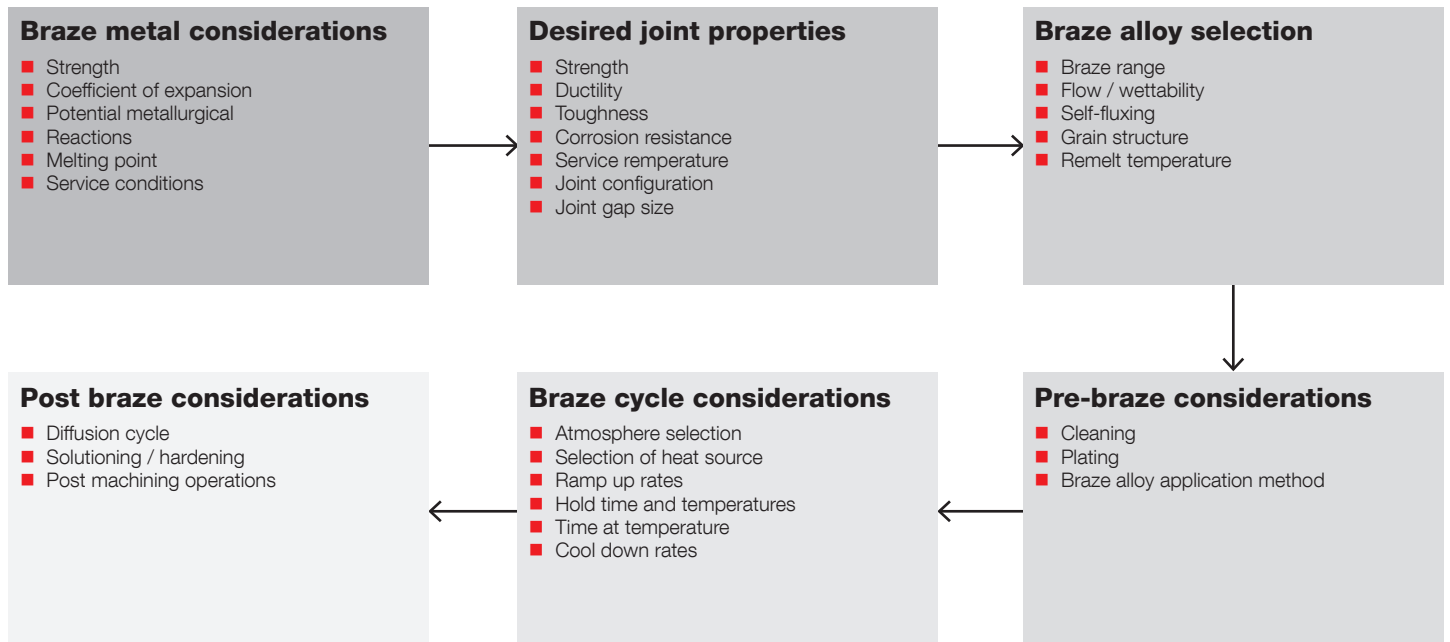 Braze metal considerations
Strength
Coefficient of expansion
Potential metallurgical
Reactions
Melting point
Service conditions
Desired joint properties
Strength
Ductility
Toughness
Corrosion resistance
Service remperature
Joint configuration
Joint gap size
Braze alloy selection
Braze range
Flow / wettability
Self-fluxing
Grain structure
Remelt temperature
Pre-braze considerations
Cleaning
Plating
Braze alloy application method
Braze cycle considerations
Atmosphere selection
Selection of heat source
Ramp up rates
Hold time and temperatures
Time at temperature
Cool down rates
Post braze considerations
Diffusion cycle
Solutioning / hardening
Post machining operations